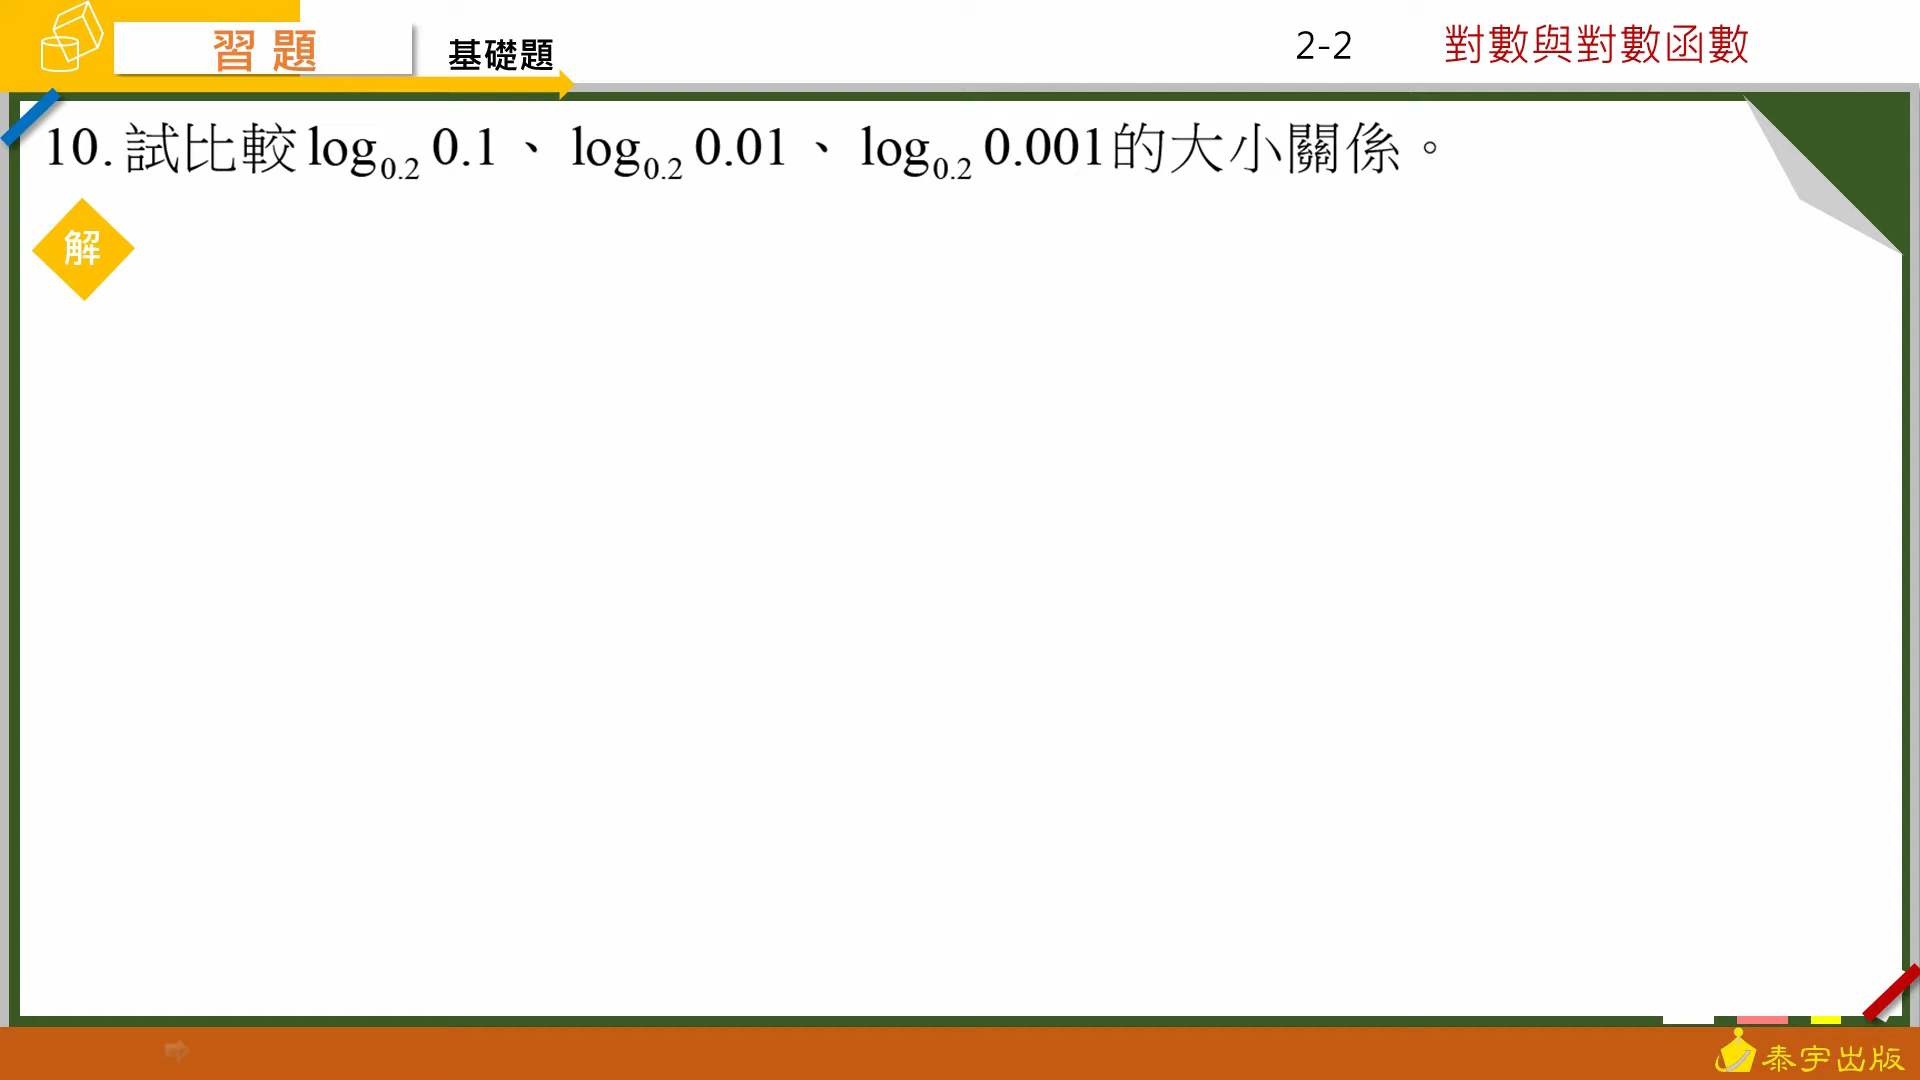 習題
基礎題
2-2 對數與對數函數
10. 試比較 log₀.₂ 0.1、log₀.₂ 0.01、log₀.₂ 0.001的大小關係。
解
泰宇出版